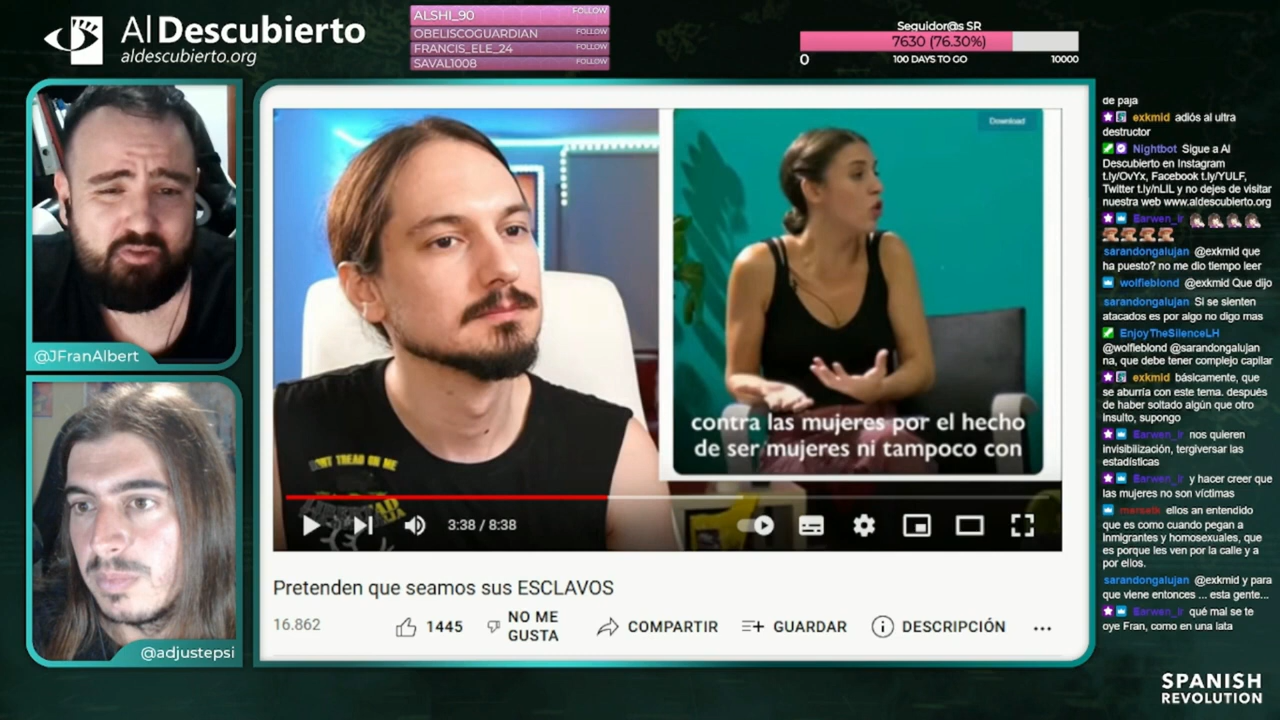 Al Descubierto
aldescubierto.org
ALSHI_90 FOLLOW
OBELISCOGUARDIAN FOLLOW
FRANCIS_ELE_24 FOLLOW
SAVAL1008 FOLLOW
Seguidor@s SR
7630 (76.30%)
0 100 DAYS TO GO 10000
@JFranAlbert
@adjustepsi
Download
contra las mujeres por el hecho
de ser mujeres ni tampoco con
DONT TREAD ON ME
3:38 / 8:38
Pretenden que seamos sus ESCLAVOS
16.862
1445
NO ME
GUSTA
COMPARTIR
GUARDAR
DESCRIPCIÓN
de paja
exkmid adiós al ultra
destructor
Nightbot Sigue a Al
Descubierto en Instagram
t.ly/OvYx, Facebook t.ly/YULF,
Twitter t.ly/nLIL y no dejes de visitar
nuestra web www.aldescubierto.org
Earwen_ir
sarandongalujan @exkmid que
ha puesto? no me dio tiempo leer
wolfieblond @exkmid Que dijo
sarandongalujan Si se sienten
atacados es por algo no digo mas
EnjoyTheSilenceLH
@wolfieblond @sarandongalujan
na, que debe tener complejo capilar
exkmid básicamente, que
se aburría con este tema. después
de haber soltado algún que otro
insulto, supongo
Earwen_ir nos quieren
invisibilización, tergiversar las
estadísticas
Earwen_ir y hacer creer que
las mujeres no son víctimas
ellos an entendido
que es como cuando pegan a
inmigrantes y homosexuales, que
es porque les ven por la calle y a
por ellos.
sarandongalujan @exkmid y para
que viene entonces ... esta gente...
Earwen_ir qué mal se te
oye Fran, como en una lata
SPANISH
REVOLUTION